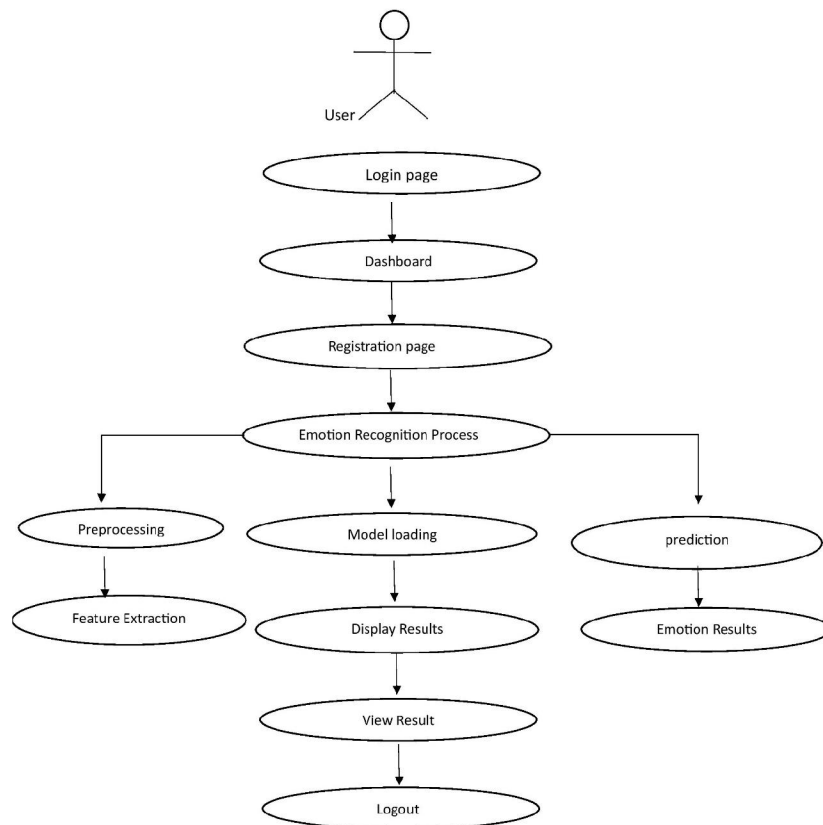 User
Login page
Dashboard
Registration page
Emotion Recognition Process
Preprocessing
Model loading
prediction
Feature Extraction
Display Results
Emotion Results
View Result
Logout